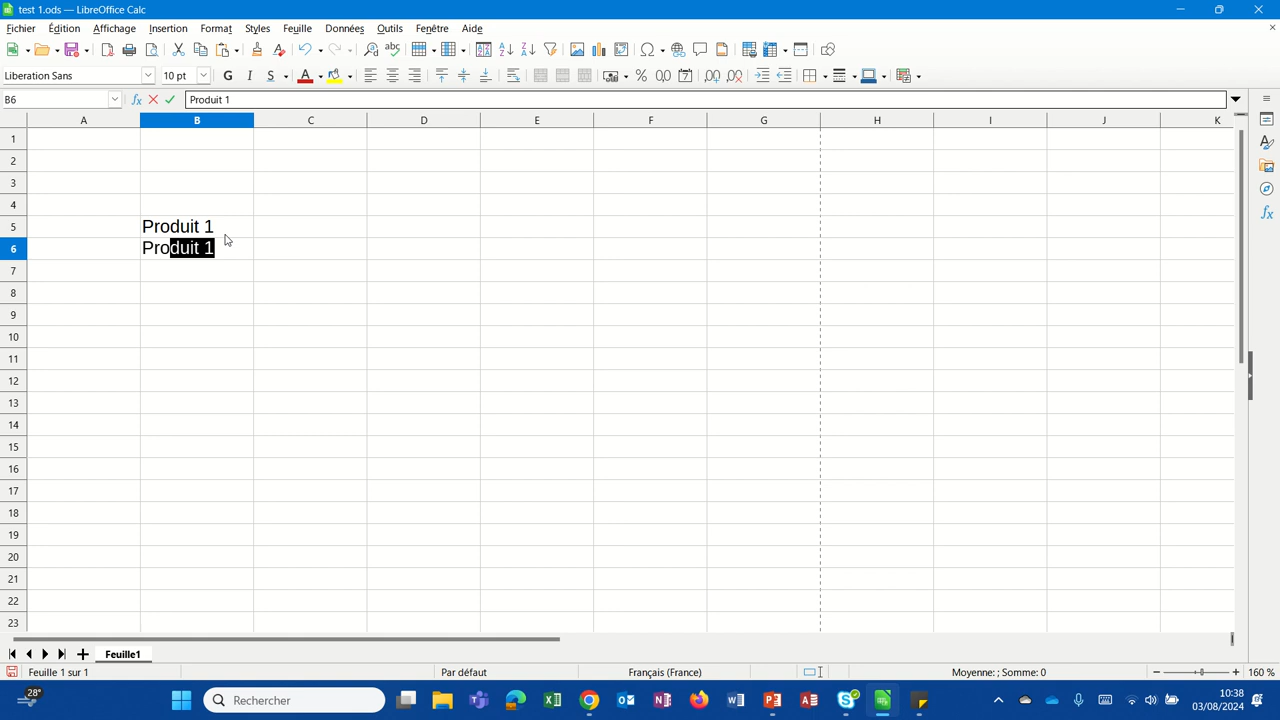 test 1.ods — LibreOffice Calc
Fichier Édition Affichage Insertion Format Styles Feuille Données Outils Fenêtre Aide
Liberation Sans 10 pt G I S
B6 Produit 1
A B C D E F G H I J K
1
2
3
4
5 Produit 1
6 Produit 1
7
8
9
10
11
12
13
14
15
16
17
18
19
20
21
22
23
Feuille1
Feuille 1 sur 1 Par défaut Français (France) Moyenne: ; Somme: 0 160 %
28° Rechercher 10:38
03/08/2024